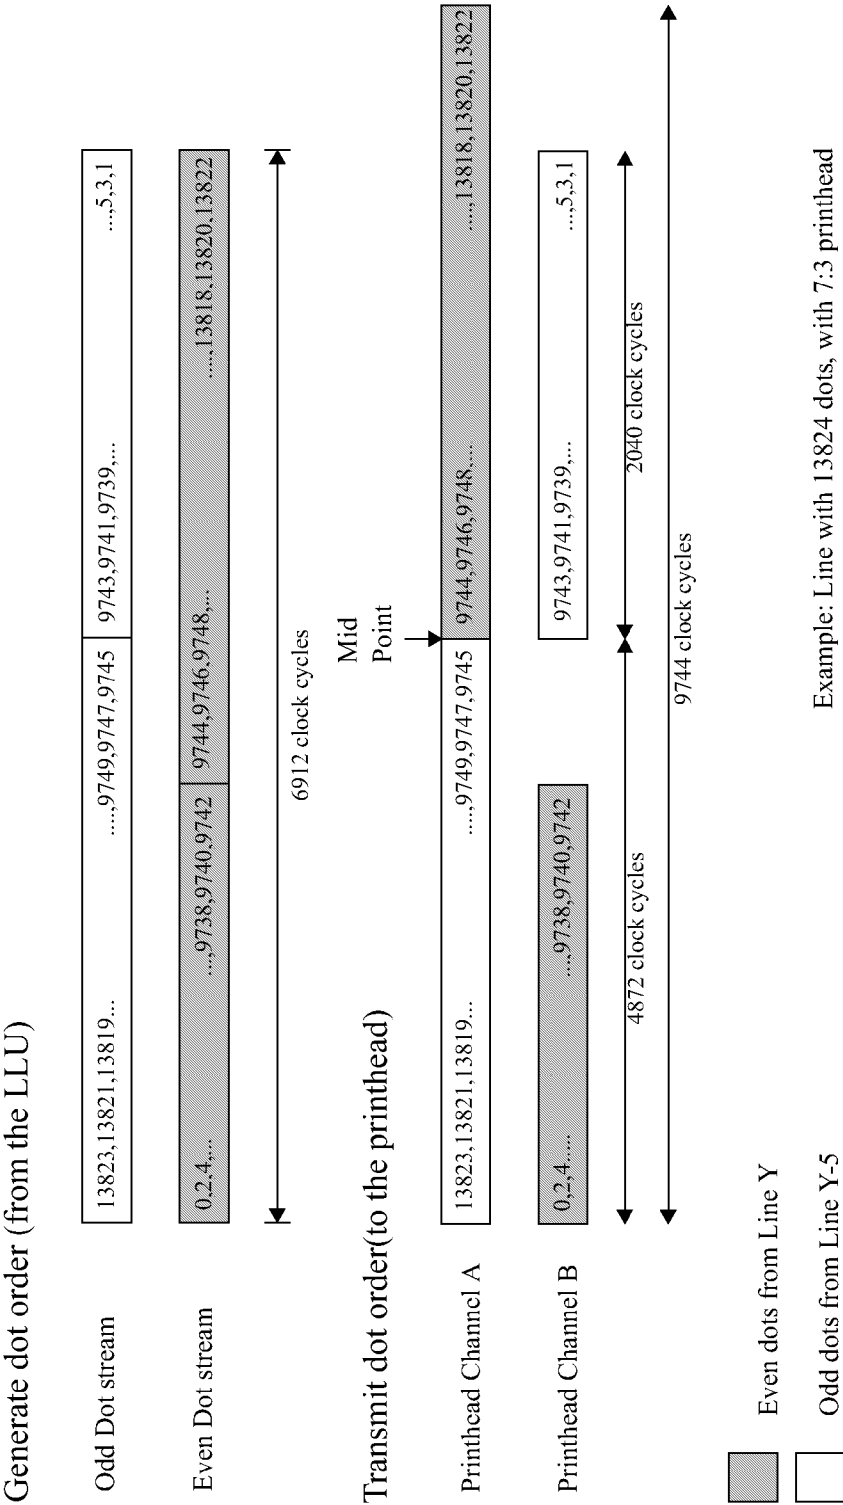 Generate dot order (from the LLU)
Odd Dot stream
13823,13821,13819...
....,9749,9747,9745
9743,9741,9739,...
...,5,3,1
Even Dot stream
0,2,4,...
...,9738,9740,9742
9744,9746,9748,...
....,13818,13820,13822
6912 clock cycles
Transmit dot order(to the printhead)
Mid
Point
Printhead Channel A
13823,13821,13819...
....,9749,9747,9745
9744,9746,9748,...
....,13818,13820,13822
Printhead Channel B
0,2,4.....
...,9738,9740,9742
9743,9741,9739,...
...,5,3,1
4872 clock cycles
2040 clock cycles
9744 clock cycles
Even dots from Line Y
Odd dots from Line Y-5
Example: Line with 13824 dots, with 7:3 printhead